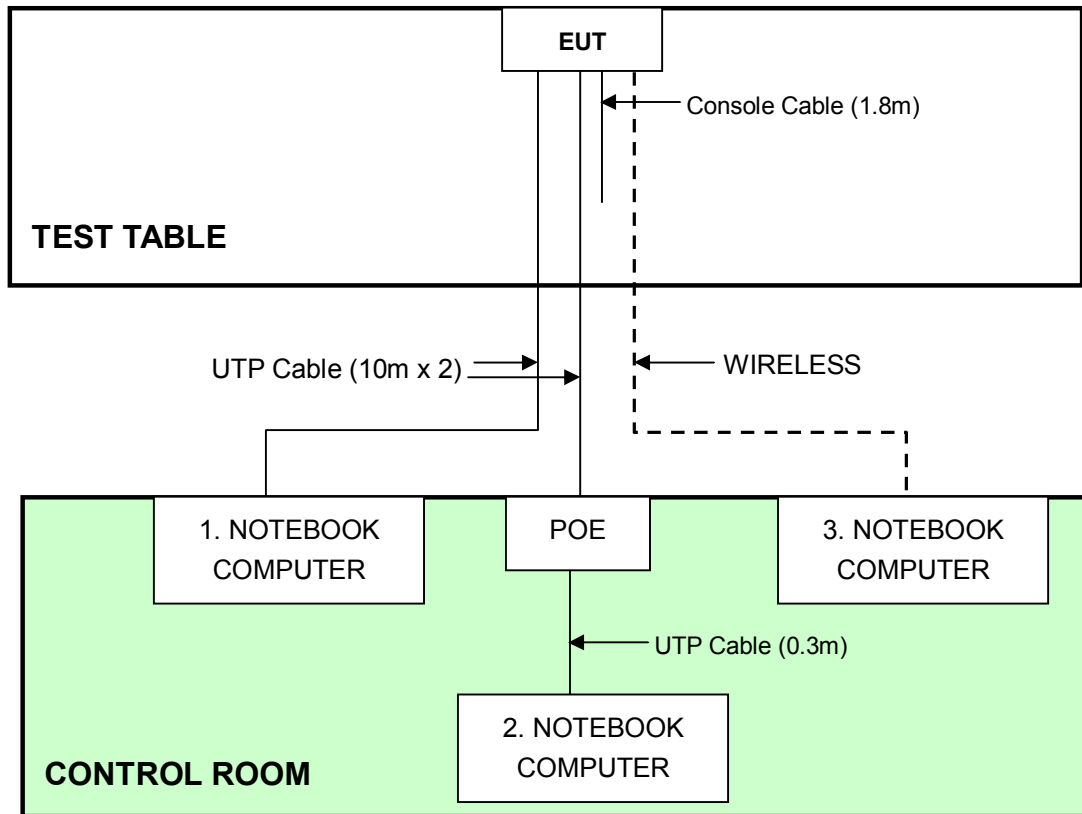 EUT
Console Cable (1.8m)
TEST TABLE
UTP Cable (10m x 2)
WIRELESS
1. NOTEBOOK
COMPUTER
POE
3. NOTEBOOK
COMPUTER
UTP Cable (0.3m)
2. NOTEBOOK
COMPUTER
CONTROL ROOM